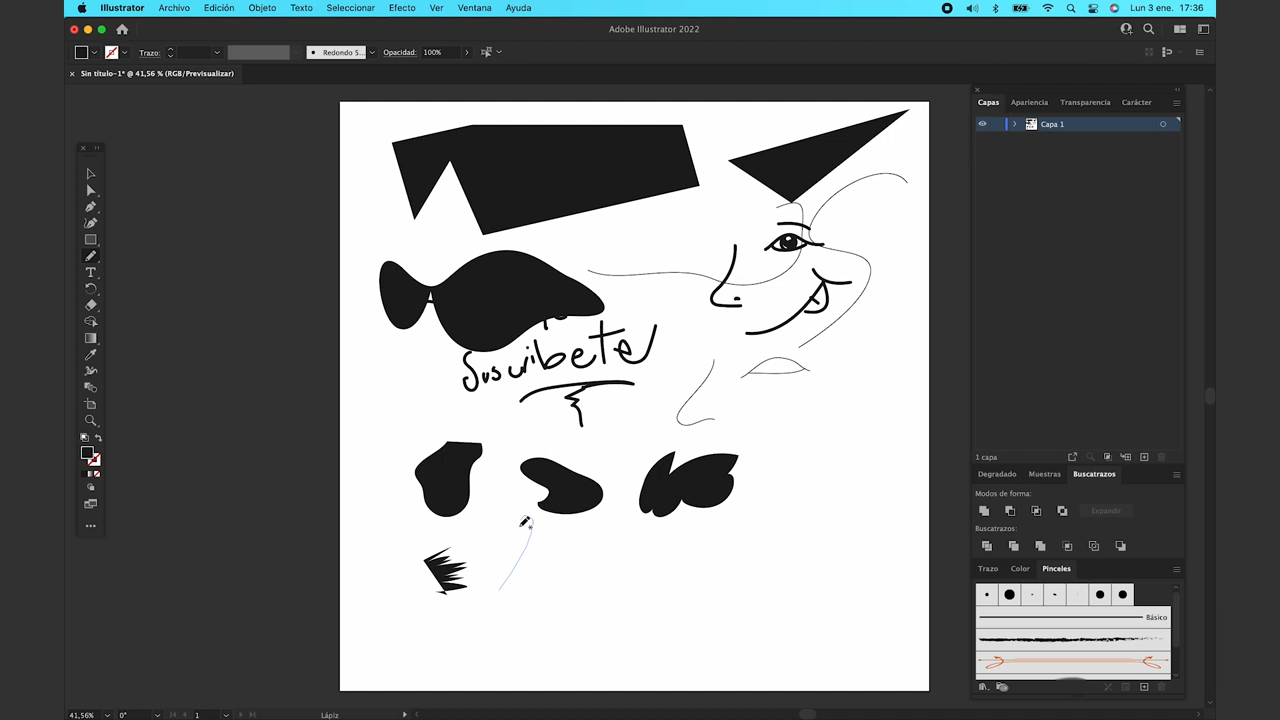 Illustrator Archivo Edición Objeto Texto Seleccionar Efecto Ver Ventana Ayuda Lun 3 ene. 17:36
Adobe Illustrator 2022
Trazo: Redondo 5... Opacidad: 100%
Sin título-1* @ 41,56 % (RGB/Previsualizar)
Capas Apariencia Transparencia Carácter
Capa 1
Suscribete
1 capa
Degradado Muestras Buscatrazos
Modos de forma:
Expandir
Buscatrazos:
Trazo Color Pinceles
Básico
41,56% 0° 1 Lápiz